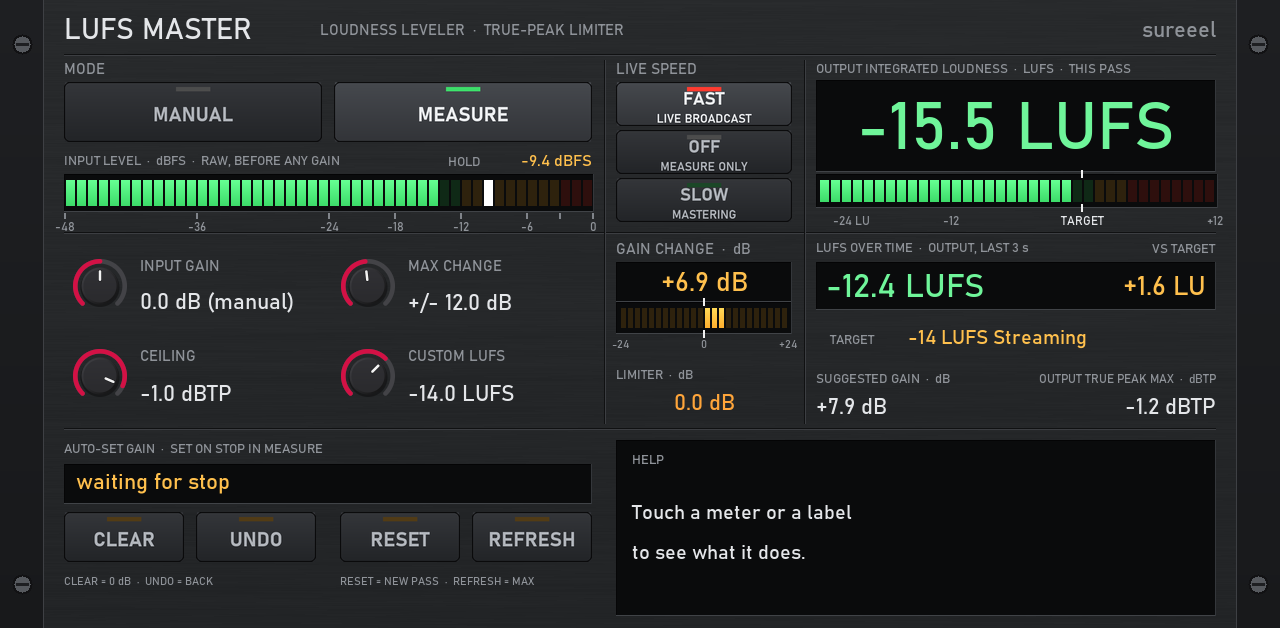 LUFS MASTER
LOUDNESS LEVELER · TRUE-PEAK LIMITER
sureeel
MODE
MANUAL
MEASURE
INPUT LEVEL · dBFS · RAW, BEFORE ANY GAIN
HOLD
-9.4 dBFS
-48
-36
-24
-18
-12
-6
0
LIVE SPEED
FAST
LIVE BROADCAST
OFF
MEASURE ONLY
SLOW
MASTERING
OUTPUT INTEGRATED LOUDNESS · LUFS · THIS PASS
-15.5 LUFS
-24 LU
-12
TARGET
+12
INPUT GAIN
0.0 dB (manual)
MAX CHANGE
+/- 12.0 dB
CEILING
-1.0 dBTP
CUSTOM LUFS
-14.0 LUFS
GAIN CHANGE · dB
+6.9 dB
-24
0
+24
LIMITER · dB
0.0 dB
LUFS OVER TIME · OUTPUT, LAST 3 s
VS TARGET
-12.4 LUFS
+1.6 LU
TARGET
-14 LUFS Streaming
SUGGESTED GAIN · dB
OUTPUT TRUE PEAK MAX · dBTP
+7.9 dB
-1.2 dBTP
AUTO-SET GAIN · SET ON STOP IN MEASURE
waiting for stop
CLEAR
UNDO
RESET
REFRESH
CLEAR = 0 dB · UNDO = BACK
RESET = NEW PASS · REFRESH = MAX
HELP
Touch a meter or a label
to see what it does.